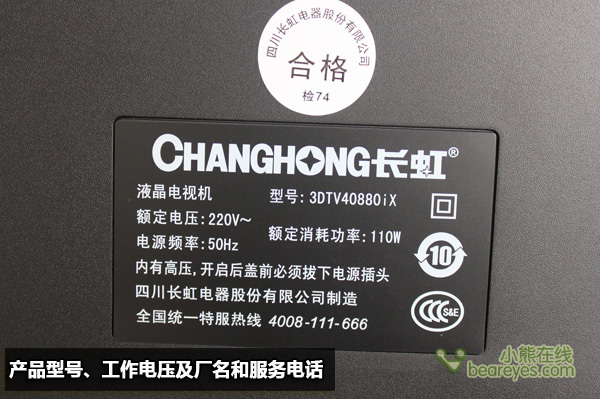 四川长虹电器股份有限公司
合格
检74
CHANGHONG长虹®
液晶电视机 型号:3DTV40880iX
额定电压:220V～ 额定消耗功率:110W
电源频率:50Hz
10
内有高压,开启后盖前必须拔下电源插头
四川长虹电器股份有限公司制造
CCC S&E
全国统一特服热线 4008-111-666
小熊在线
beareyes.com
产品型号、工作电压及厂名和服务电话